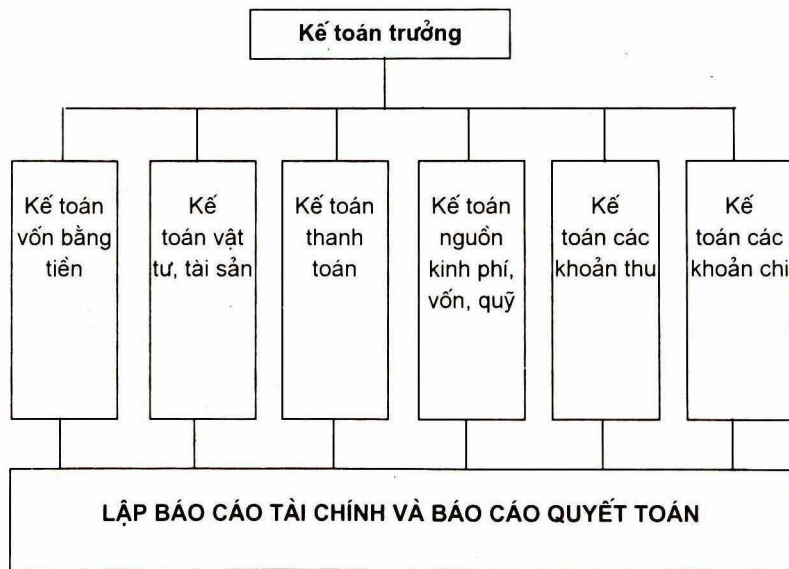 Kế toán trưởng
Kế toán
vốn bằng
tiền
Kế
toán vật
tư, tài sản
Kế toán
thanh
toán
Kế toán
nguồn
kinh phí,
vốn, quỹ
Kế
toán các
khoản thu
Kế
toán các
khoản chi
LẬP BÁO CÁO TÀI CHÍNH VÀ BÁO CÁO QUYẾT TOÁN